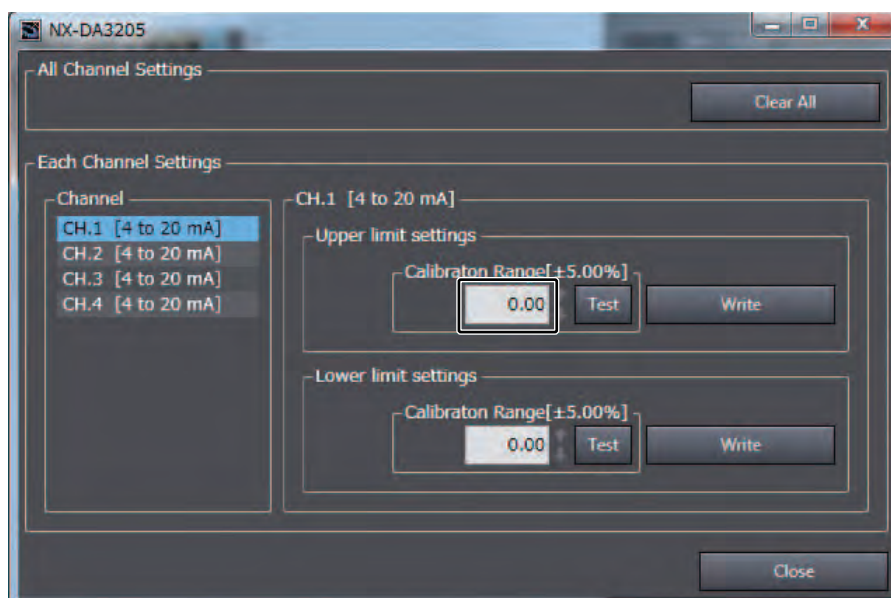 NX-DA3205
All Channel Settings
Clear All
Each Channel Settings
Channel
CH.1 [4 to 20 mA]
CH.2 [4 to 20 mA]
CH.3 [4 to 20 mA]
CH.4 [4 to 20 mA]
CH.1 [4 to 20 mA]
Upper limit settings
Calibraton Range[±5.00%]
0.00 Test Write
Lower limit settings
Calibraton Range[±5.00%]
0.00 Test Write
Close